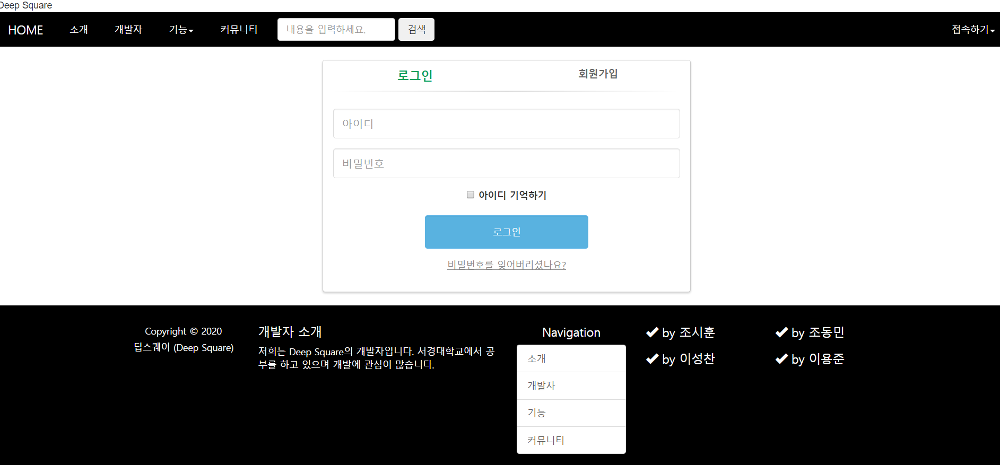 Deep Square
HOME 소개 개발자 기능 커뮤니티 내용을 입력하세요. 검색 접속하기
로그인 회원가입
아이디
비밀번호
아이디 기억하기
로그인
비밀번호를 잊어버리셨나요?
Copyright © 2020
딥스퀘어 (Deep Square)
개발자 소개
저희는 Deep Square의 개발자입니다. 서경대학교에서 공
부를 하고 있으며 개발에 관심이 많습니다.
Navigation
소개
개발자
기능
커뮤니티
by 조시훈 by 조동민
by 이성찬 by 이용준